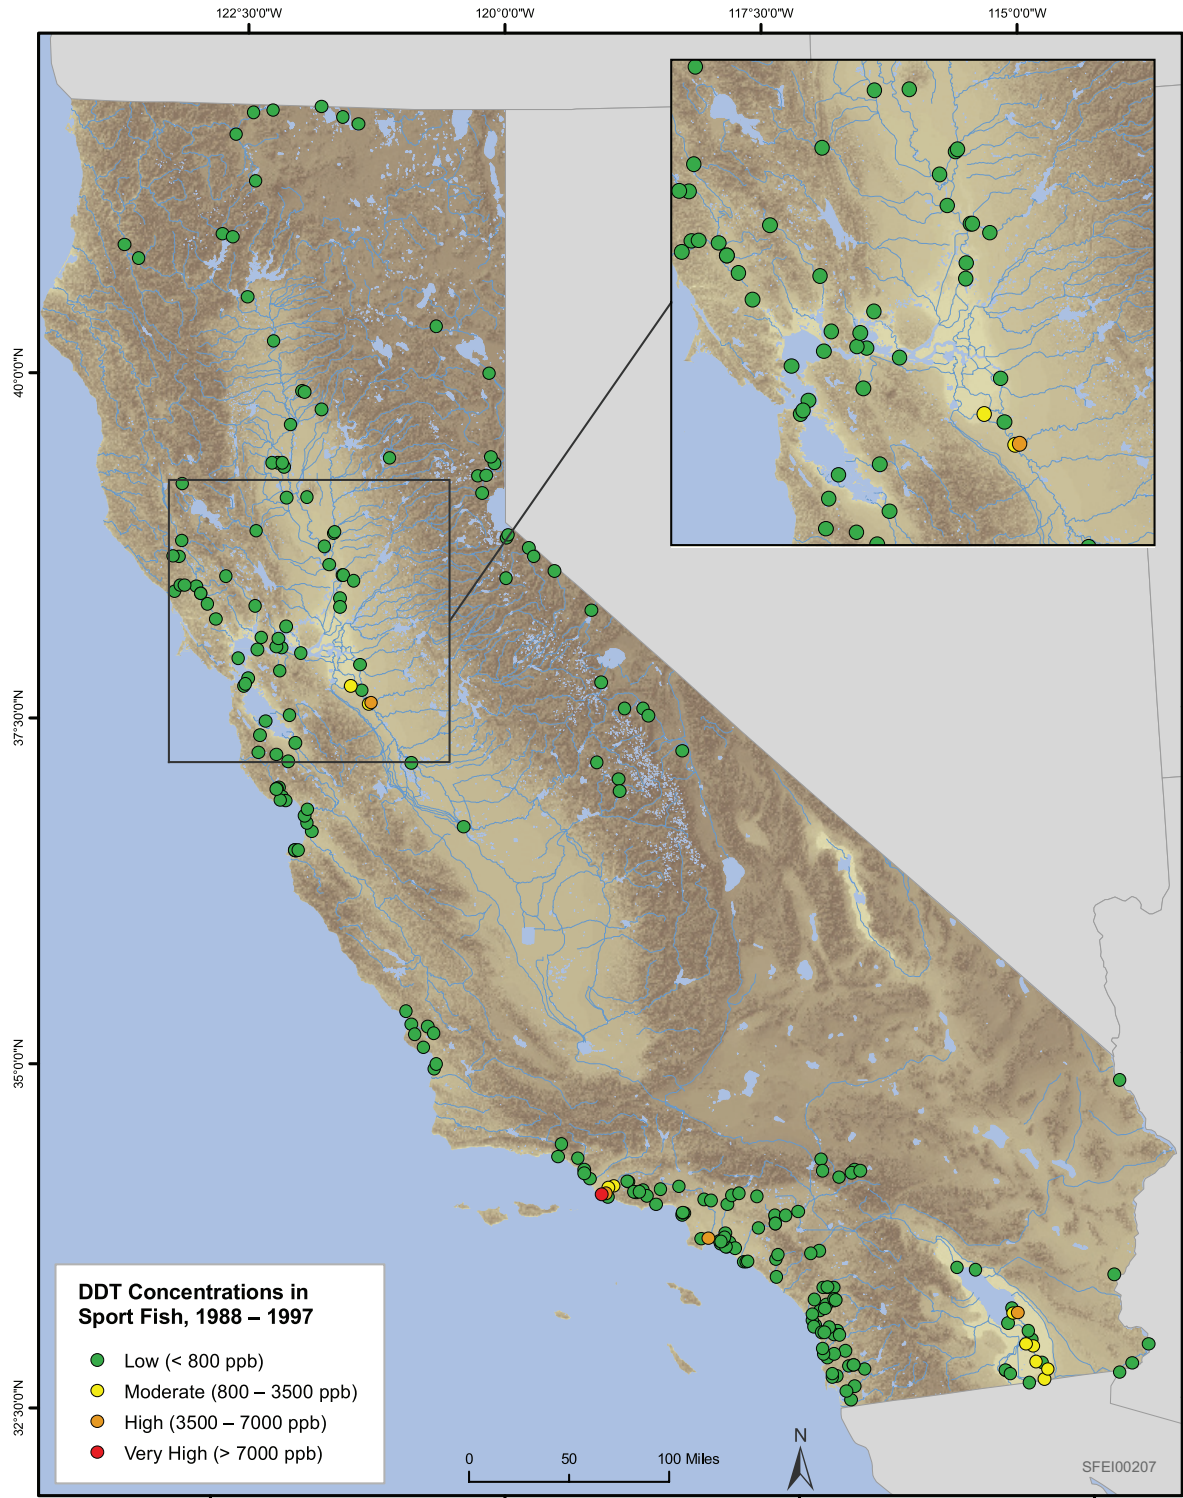 122°30'0"W
120°0'0"W
117°30'0"W
115°0'0"W
40°0'0"N
37°30'0"N
35°0'0"N
32°30'0"N
DDT Concentrations in
Sport Fish, 1988 – 1997
Low (< 800 ppb)
Moderate (800 – 3500 ppb)
High (3500 – 7000 ppb)
Very High (> 7000 ppb)
0 50 100 Miles
N
SFEI00207